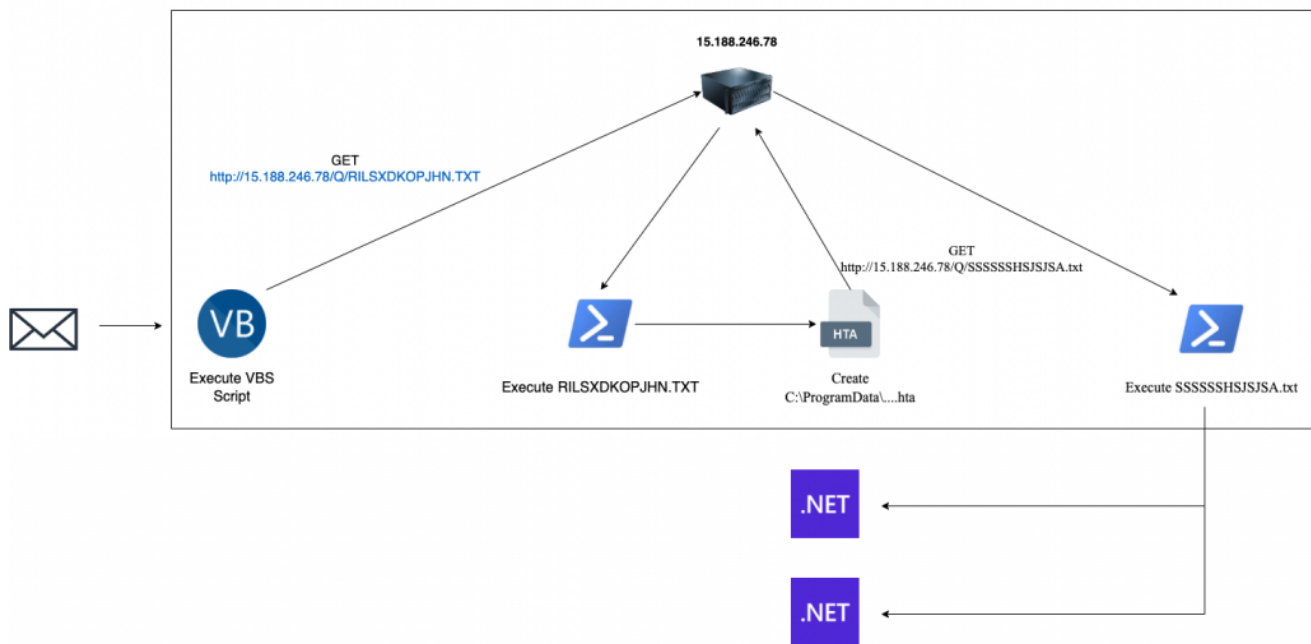 15.188.246.78
GET
http://15.188.246.78/Q/RILSXDKOPJHN.TXT
GET
http://15.188.246.78/Q/SSSSSSHSJSJSA.txt
VB
HTA
Execute VBS
Script
Execute RILSXDKOPJHN.TXT
Create
C:\ProgramData\....hta
Execute SSSSSSHSJSJSA.txt
.NET
.NET